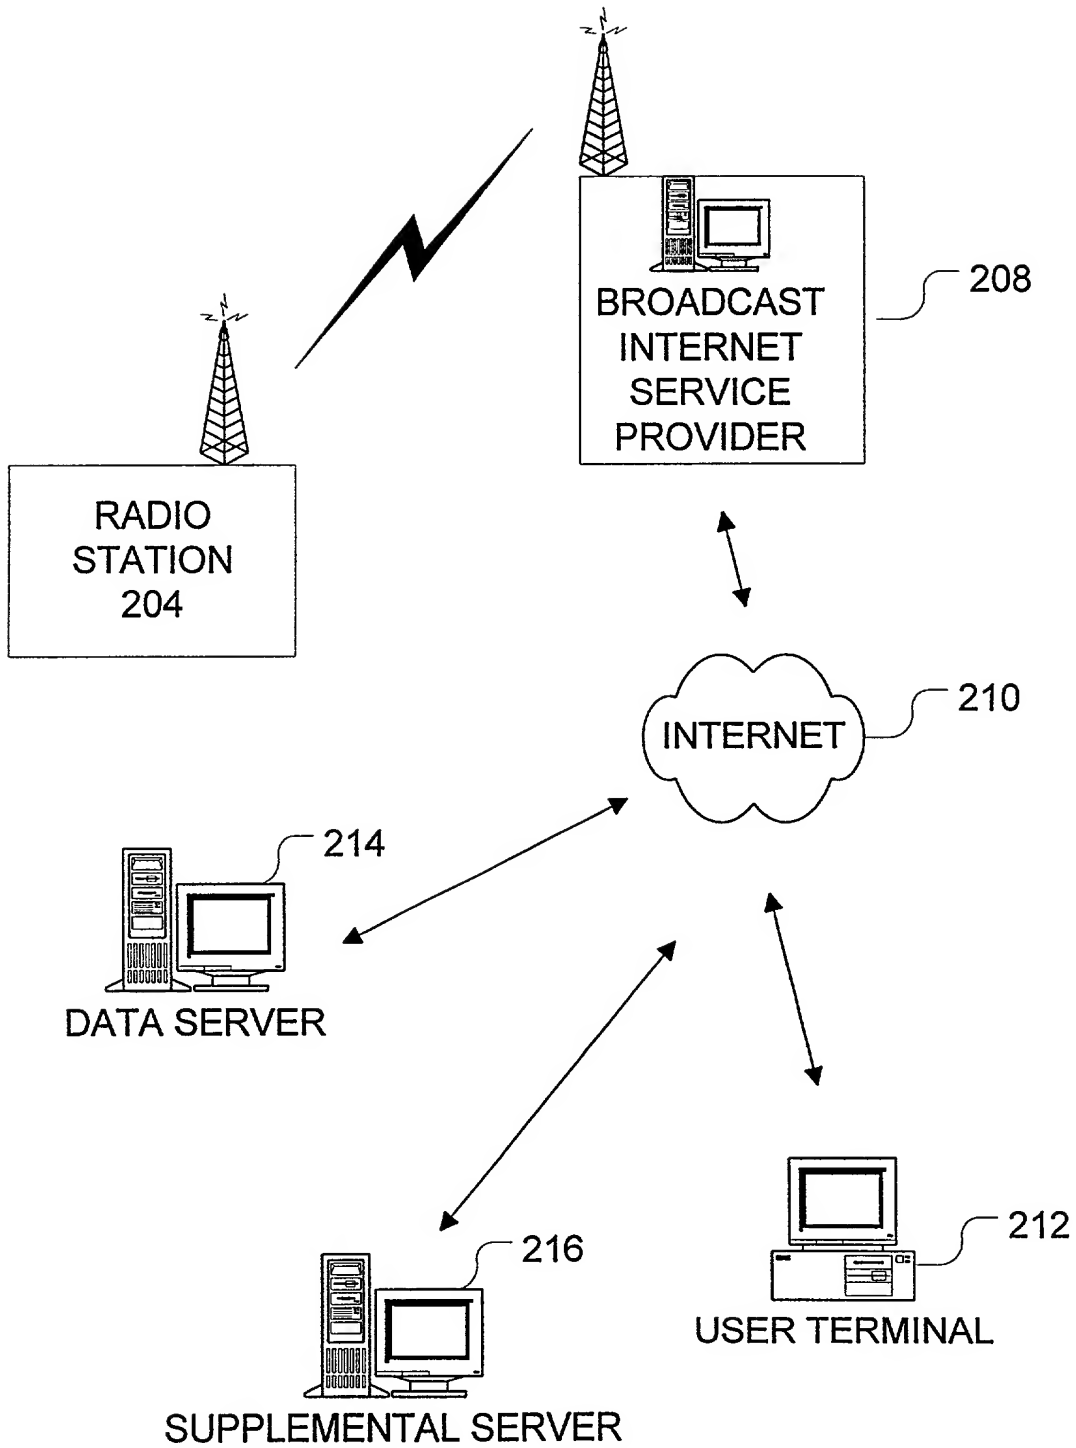 208
BROADCAST
INTERNET
SERVICE
PROVIDER
RADIO
STATION
204
210
INTERNET
214
DATA SERVER
212
216
USER TERMINAL
SUPPLEMENTAL SERVER